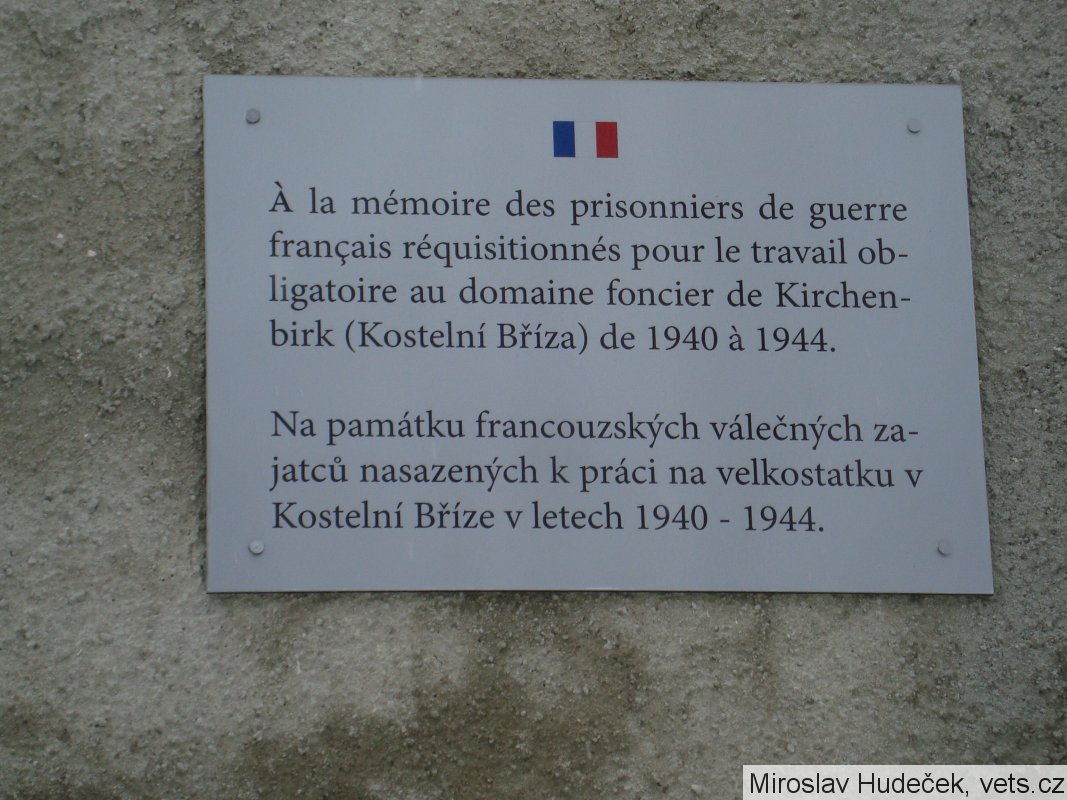 À la mémoire des prisonniers de guerre
français réquisitionnés pour le travail ob-
ligatoire au domaine foncier de Kirchen-
birk (Kostelní Bříza) de 1940 à 1944.
Na památku francouzských válečných za-
jatců nasazených k práci na velkostatku v
Kostelní Bříze v letech 1940 - 1944.
Miroslav Hudeček, vets.cz